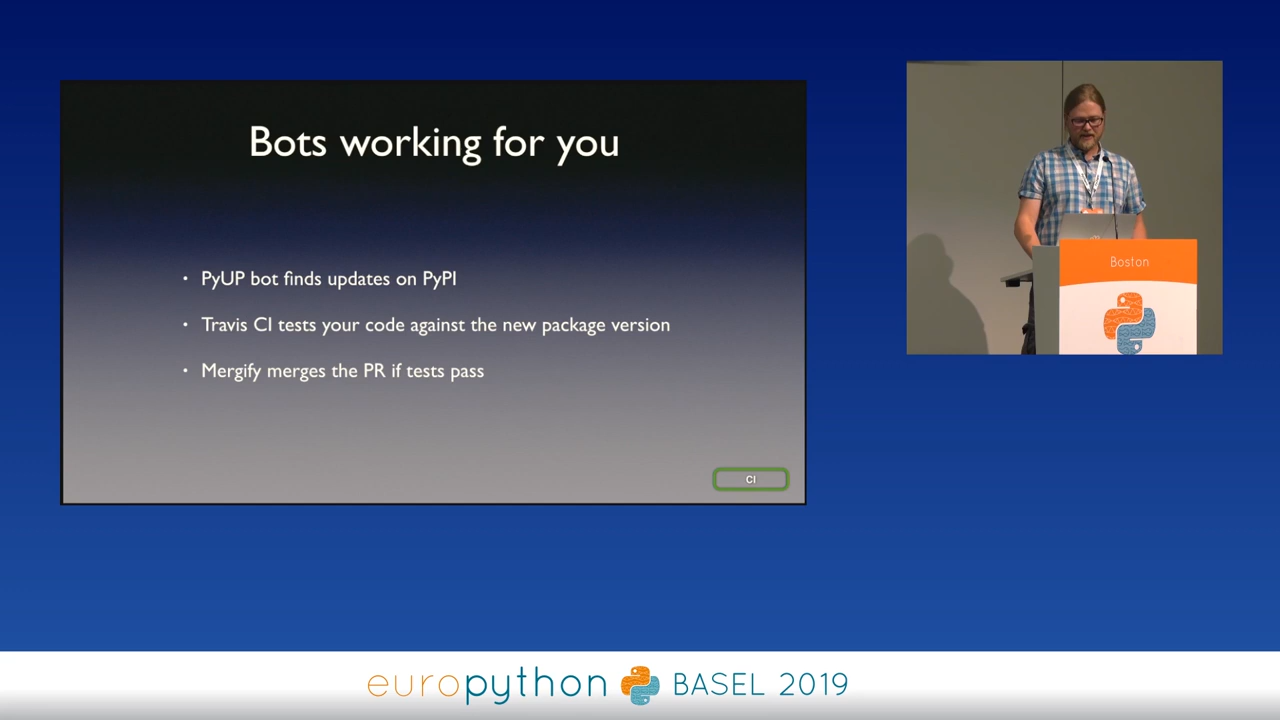 Bots working for you
• PyUP bot finds updates on PyPI
• Travis CI tests your code against the new package version
• Mergify merges the PR if tests pass
CI
Boston
europython BASEL 2019